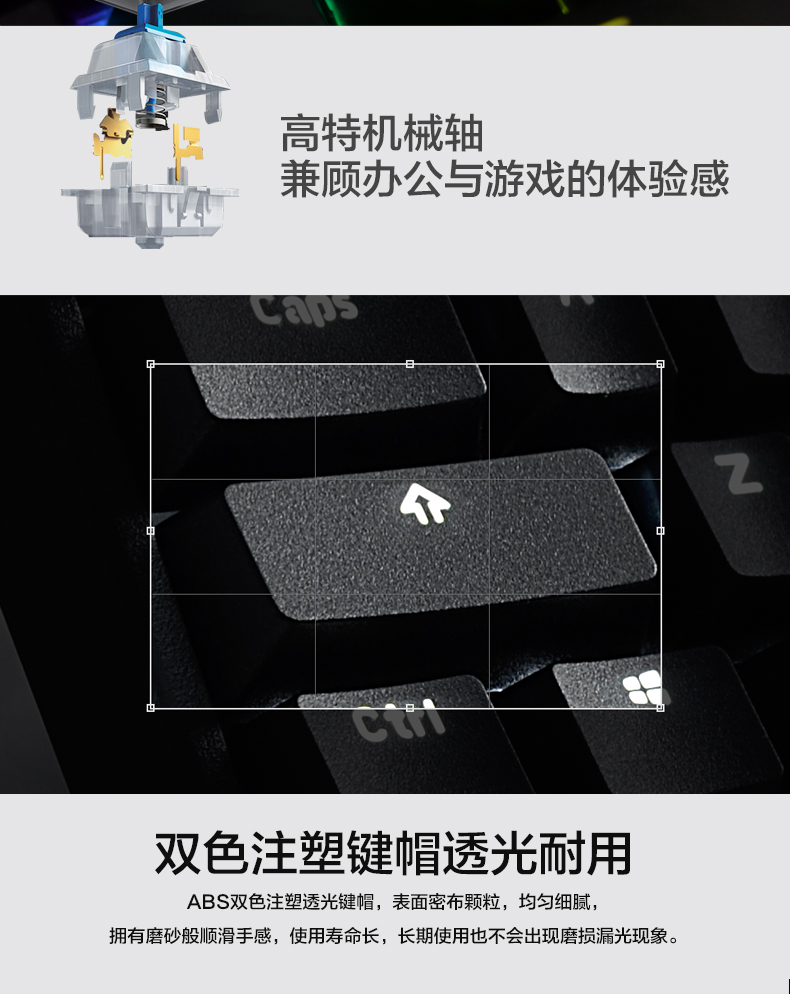 高特机械轴
兼顾办公与游戏的体验感
Caps
A
Z
Ctrl
双色注塑键帽透光耐用
ABS双色注塑透光键帽，表面密布颗粒，均匀细腻，
拥有磨砂般顺滑手感，使用寿命长，长期使用也不会出现磨损漏光现象。